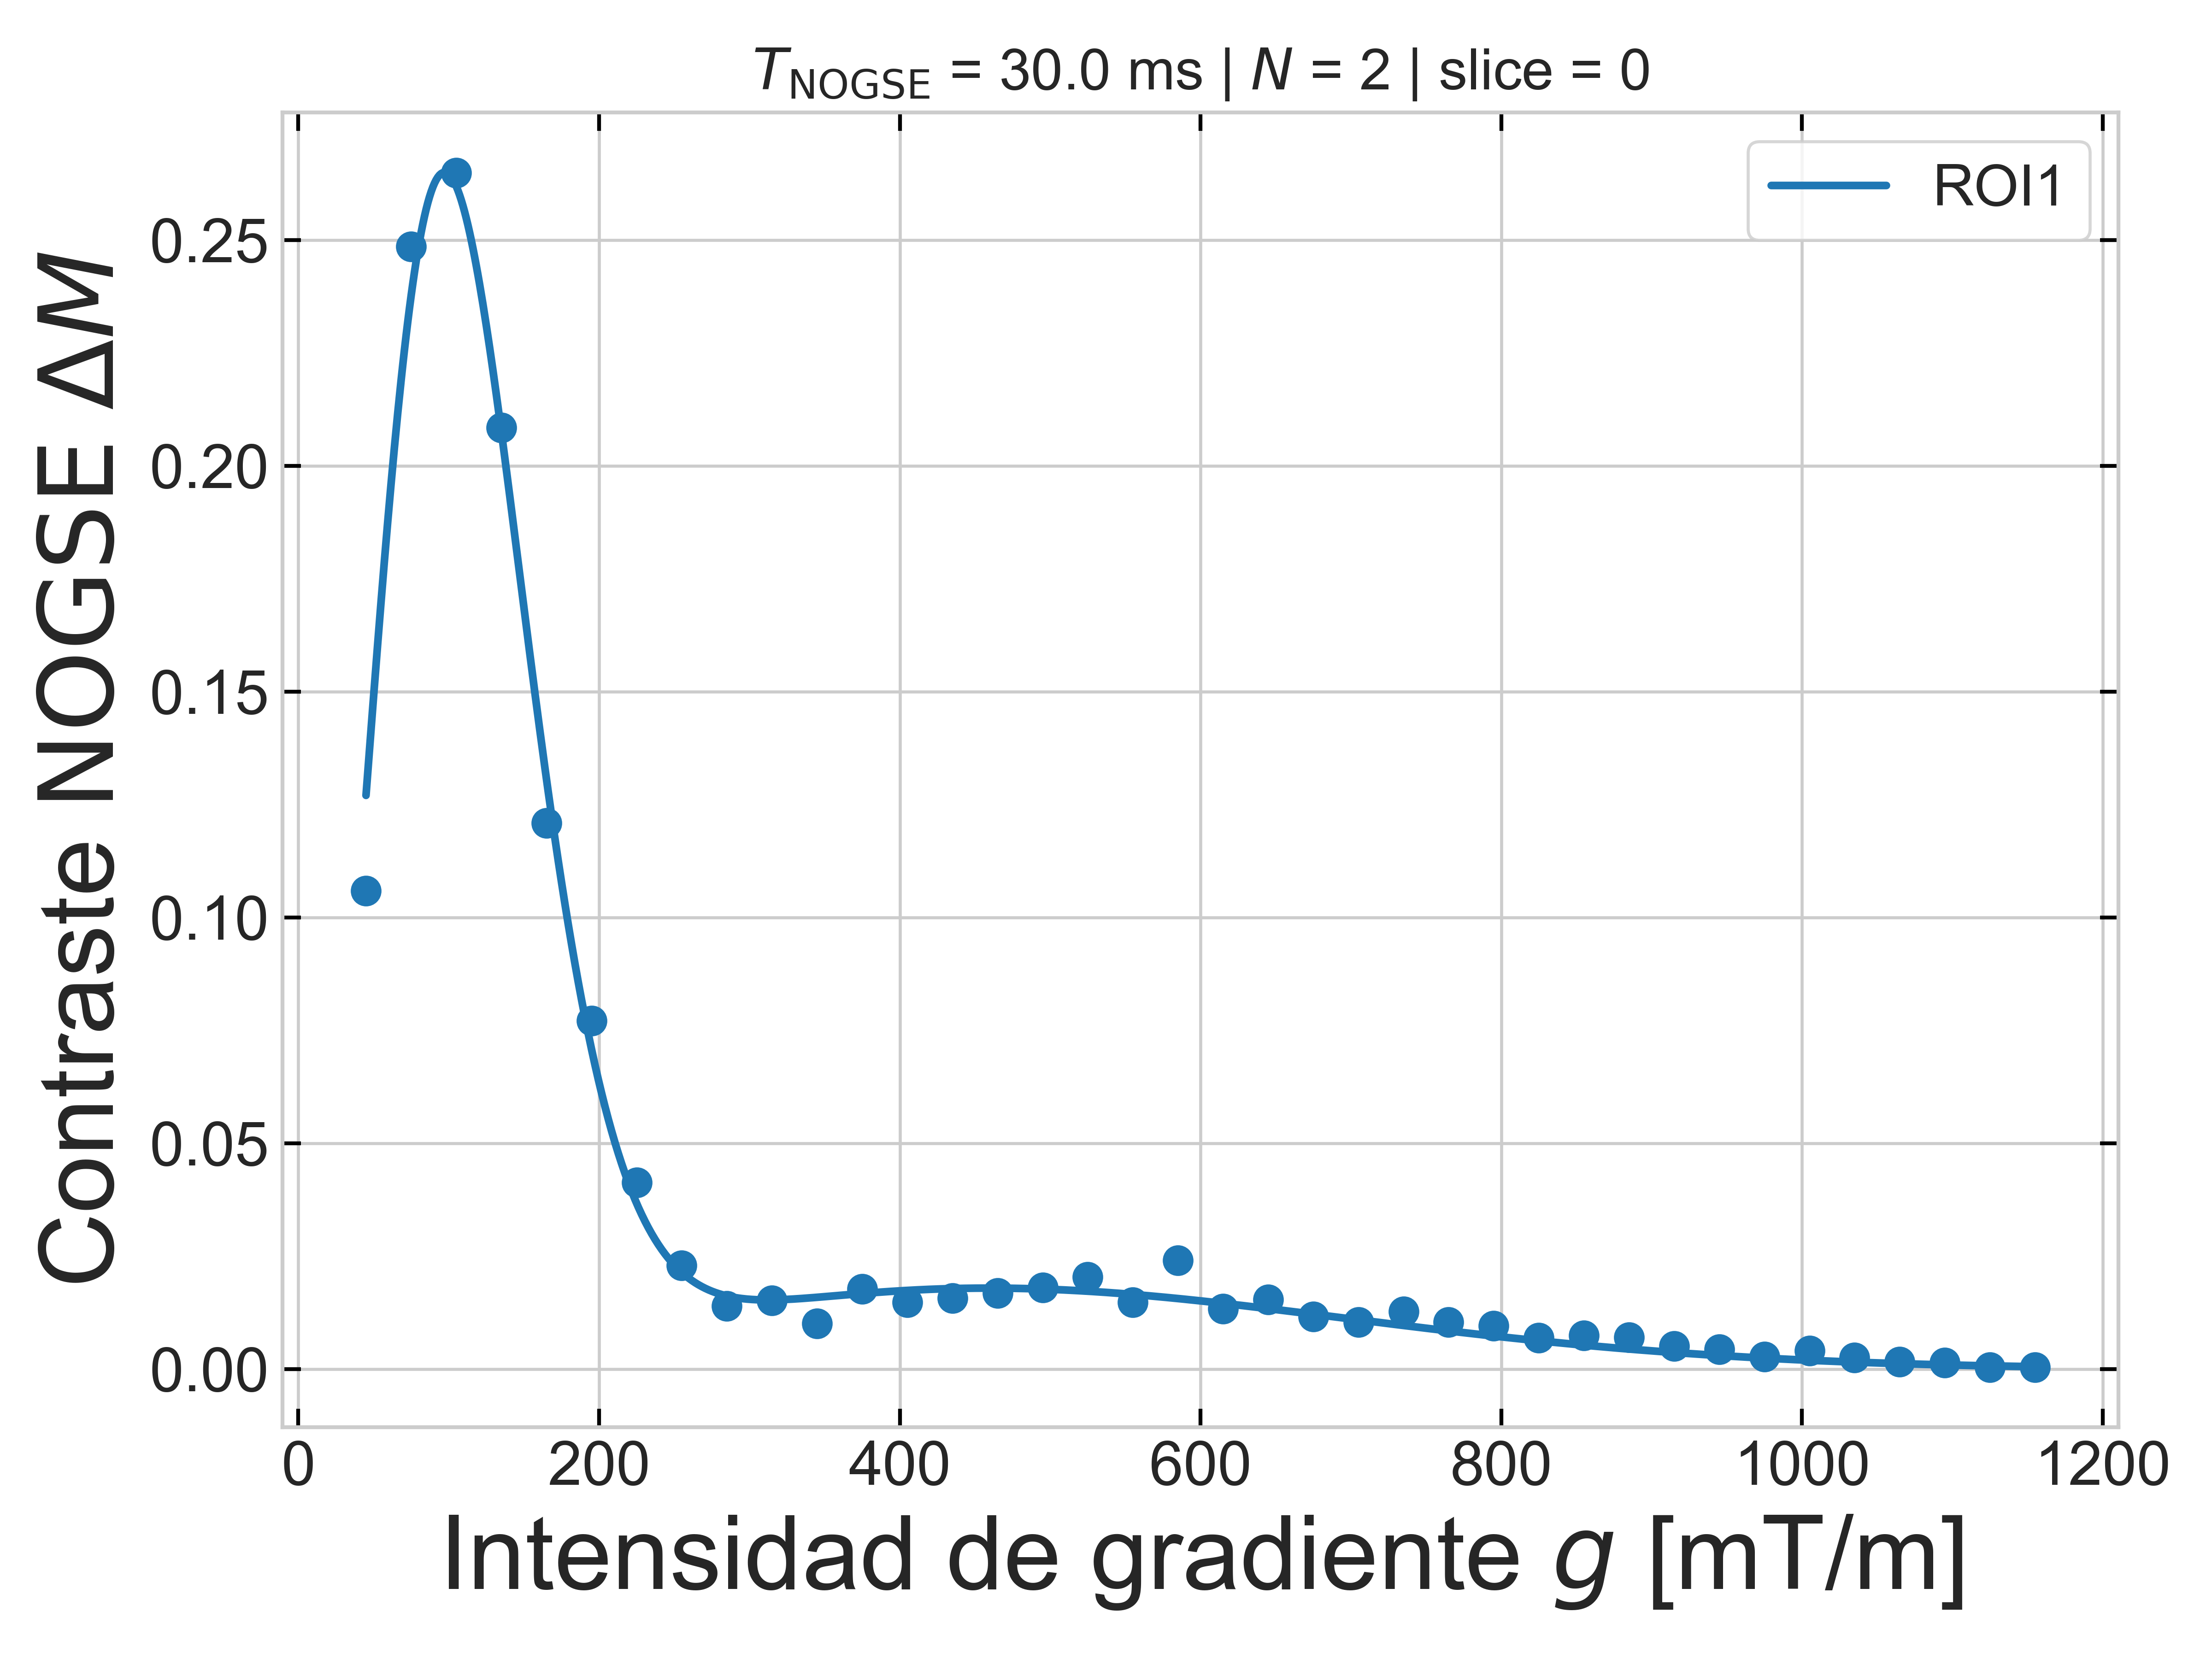 T_NOGSE = 30.0 ms | N = 2 | slice = 0
ROI1
Contraste NOGSE ΔM
0.25
0.20
0.15
0.10
0.05
0.00
0 200 400 600 800 1000 1200
Intensidad de gradiente g [mT/m]